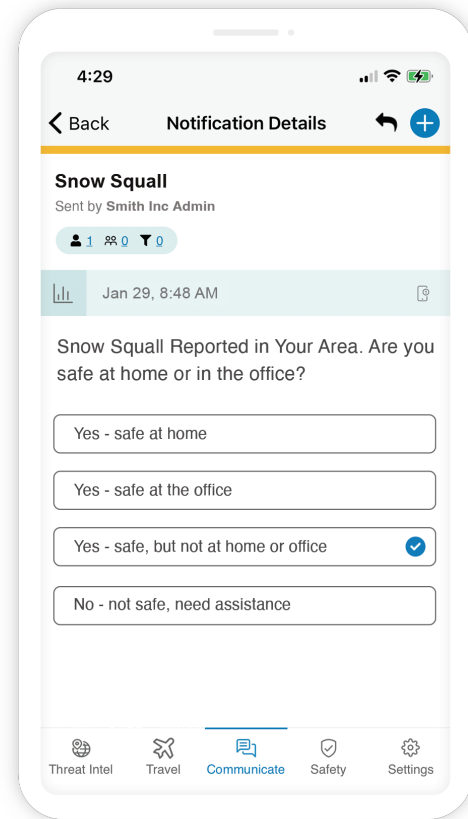 4:29
Back
Notification Details
Snow Squall
Sent by Smith Inc Admin
1 0 0
Jan 29, 8:48 AM
Snow Squall Reported in Your Area. Are you
safe at home or in the office?
Yes - safe at home
Yes - safe at the office
Yes - safe, but not at home or office
No - not safe, need assistance
Threat Intel Travel Communicate Safety Settings